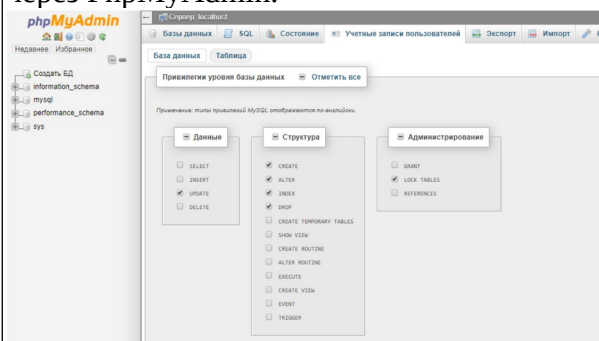 через PhpMyAdmin.
phpMyAdmin
Недавнее Избранное
Создать БД
information_schema
mysql
performance_schema
sys
Сервер: localhost
Базы данных SQL Состояние Учетные записи пользователей Экспорт Импорт
База данных Таблица
Привилегии уровня базы данных Отметить все
Примечание: типы привилегий MySQL отображаются по-английски.
Данные
SELECT
INSERT
UPDATE
DELETE
Структура
CREATE
ALTER
INDEX
DROP
CREATE TEMPORARY TABLES
SHOW VIEW
CREATE ROUTINE
ALTER ROUTINE
EXECUTE
CREATE VIEW
EVENT
TRIGGER
Администрирование
GRANT
LOCK TABLES
REFERENCES